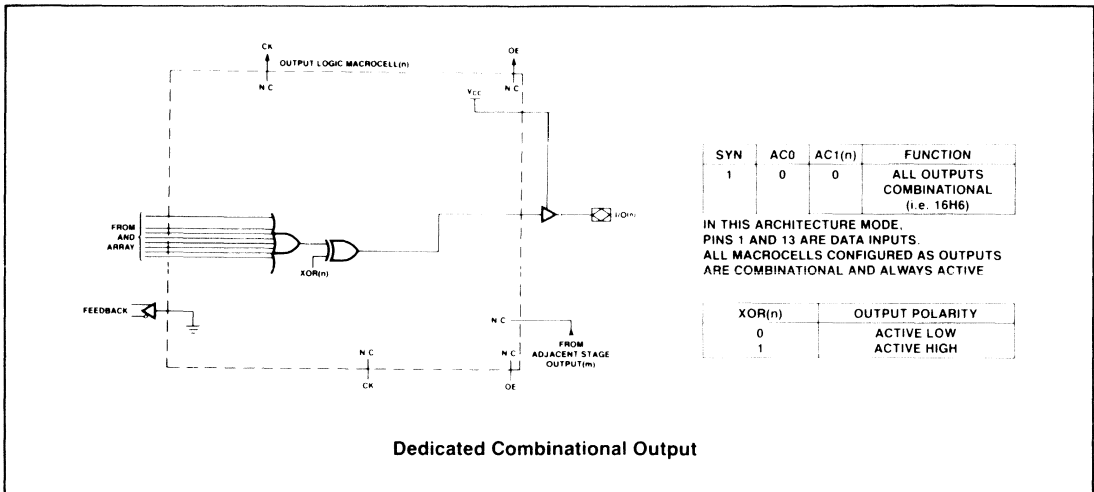 CK
OUTPUT LOGIC MACROCELL(n)
OE
N C
N C
VCC
FROM
AND
ARRAY
XOR(n)
I/O(n)
FEEDBACK
N C
FROM
ADJACENT STAGE
OUTPUT(m)
N C
N C
CK
OE
SYN AC0 AC1(n) FUNCTION
1 0 0 ALL OUTPUTS
COMBINATIONAL
(i.e. 16H6)
IN THIS ARCHITECTURE MODE,
PINS 1 AND 13 ARE DATA INPUTS.
ALL MACROCELLS CONFIGURED AS OUTPUTS
ARE COMBINATIONAL AND ALWAYS ACTIVE
XOR(n) OUTPUT POLARITY
0 ACTIVE LOW
1 ACTIVE HIGH
Dedicated Combinational Output